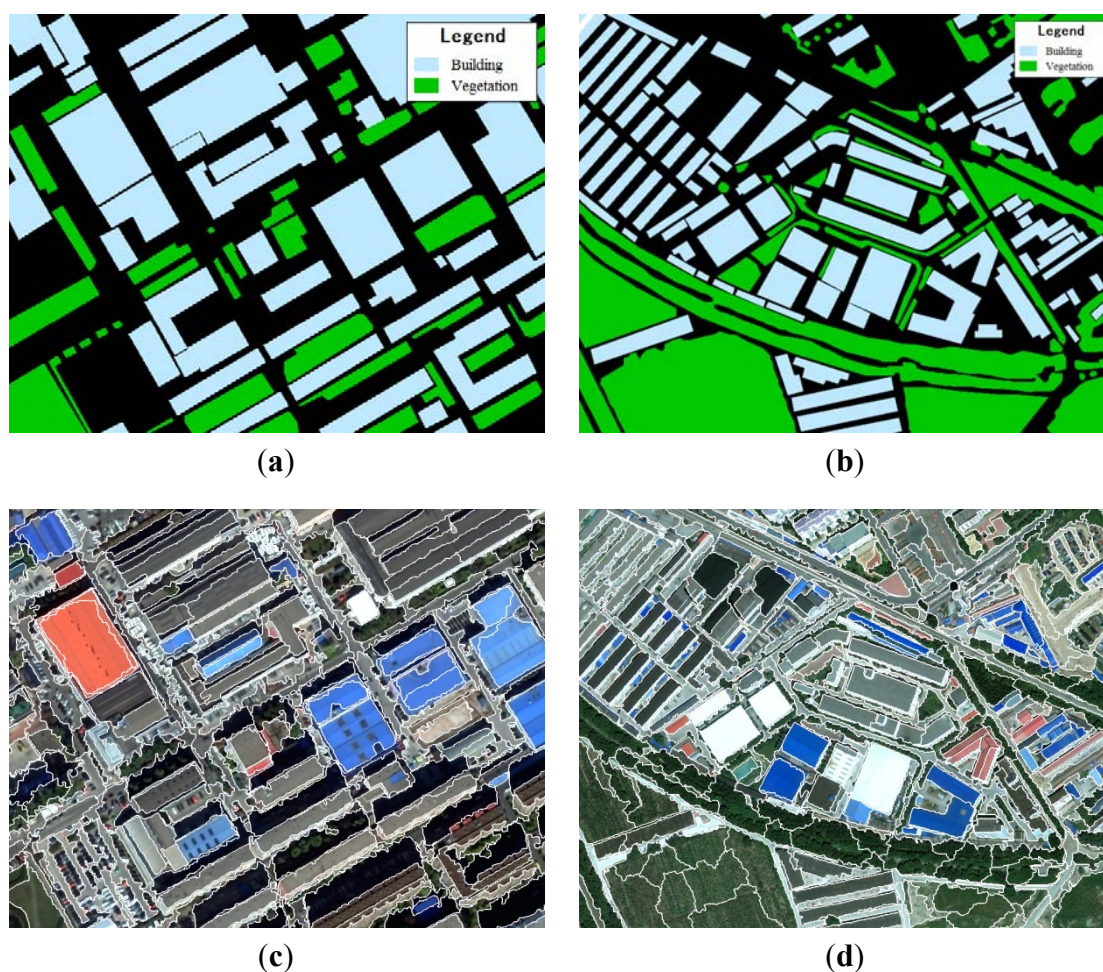 Legend
Building
Vegetation
Legend
Building
Vegetation
(a)
(b)
(c)
(d)